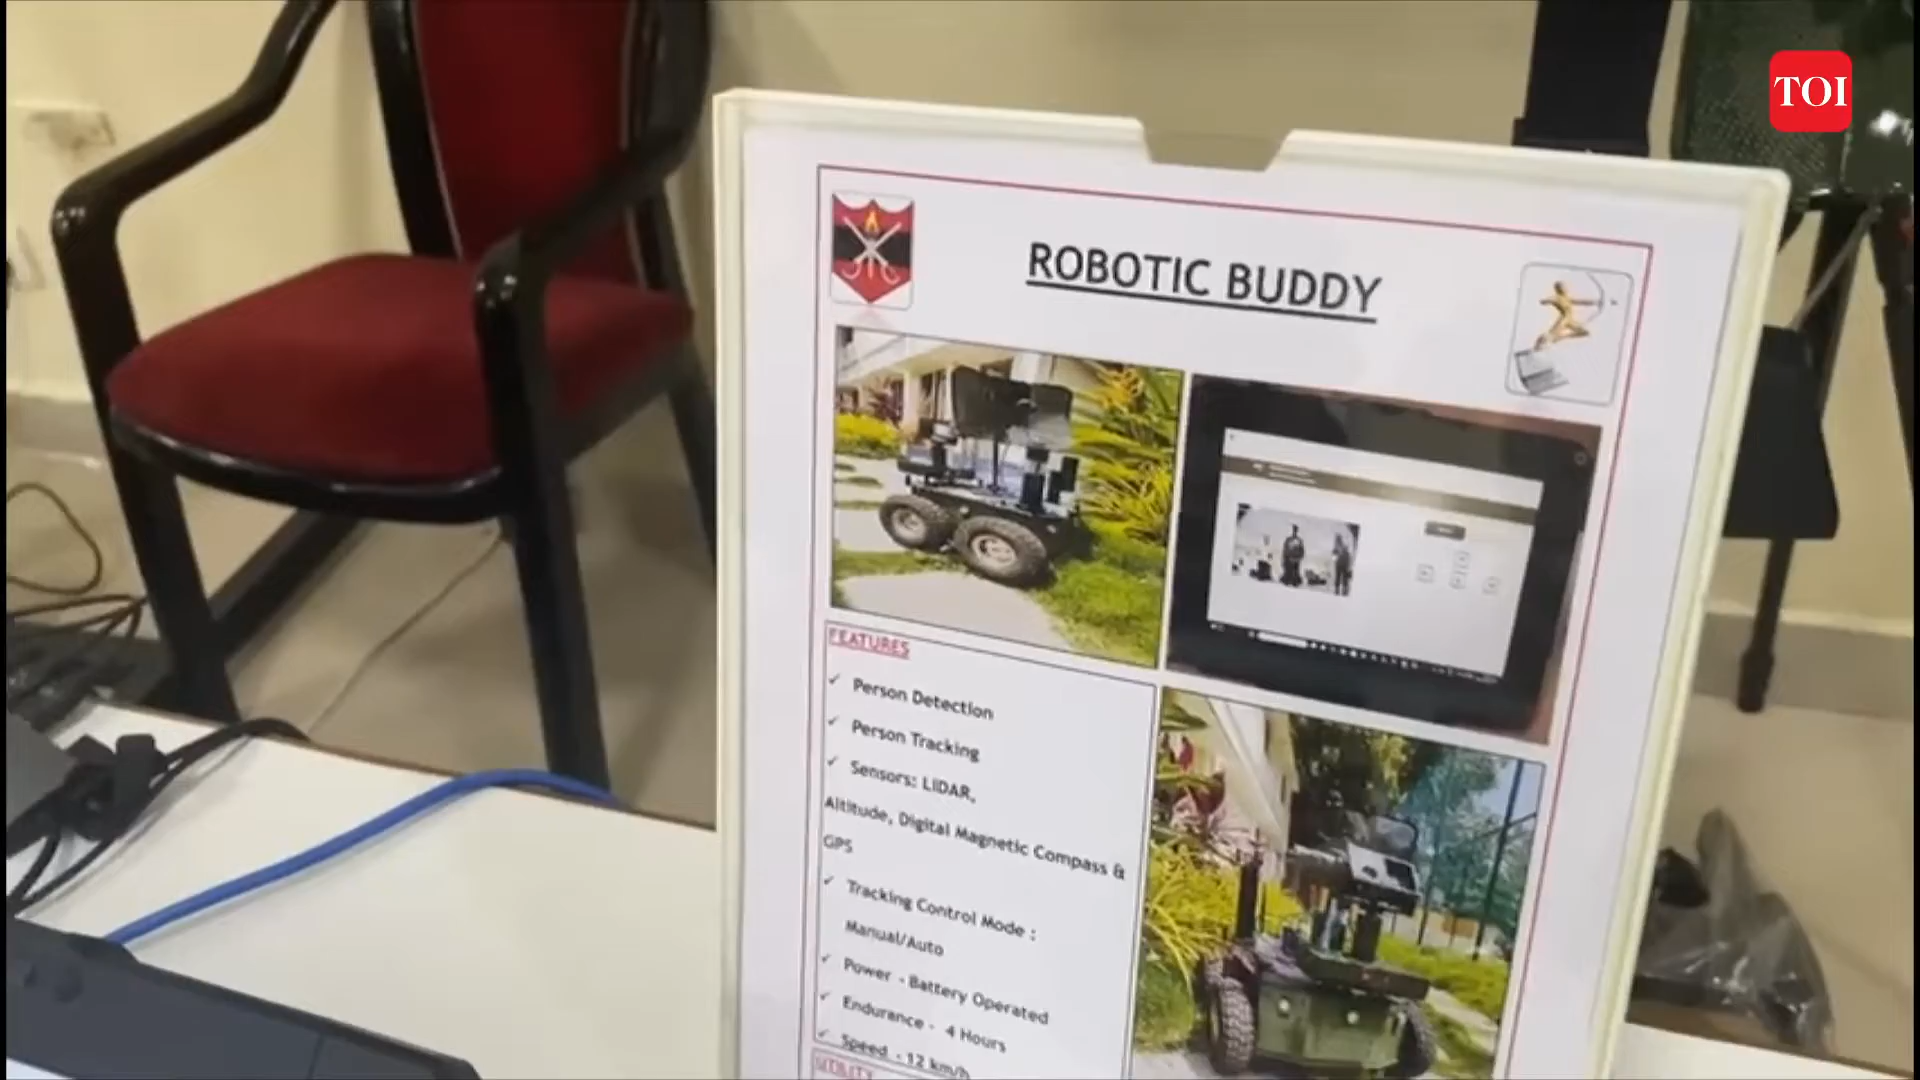 TOI
ROBOTIC BUDDY
FEATURES
✓ Person Detection
✓ Person Tracking
✓ Sensors: LIDAR,
Altitude, Digital Magnetic Compass &
GPS
✓ Tracking Control Mode :
Manual/Auto
✓ Power - Battery Operated
✓ Endurance - 4 Hours
✓ Speed - 12 km/h
UTILITY